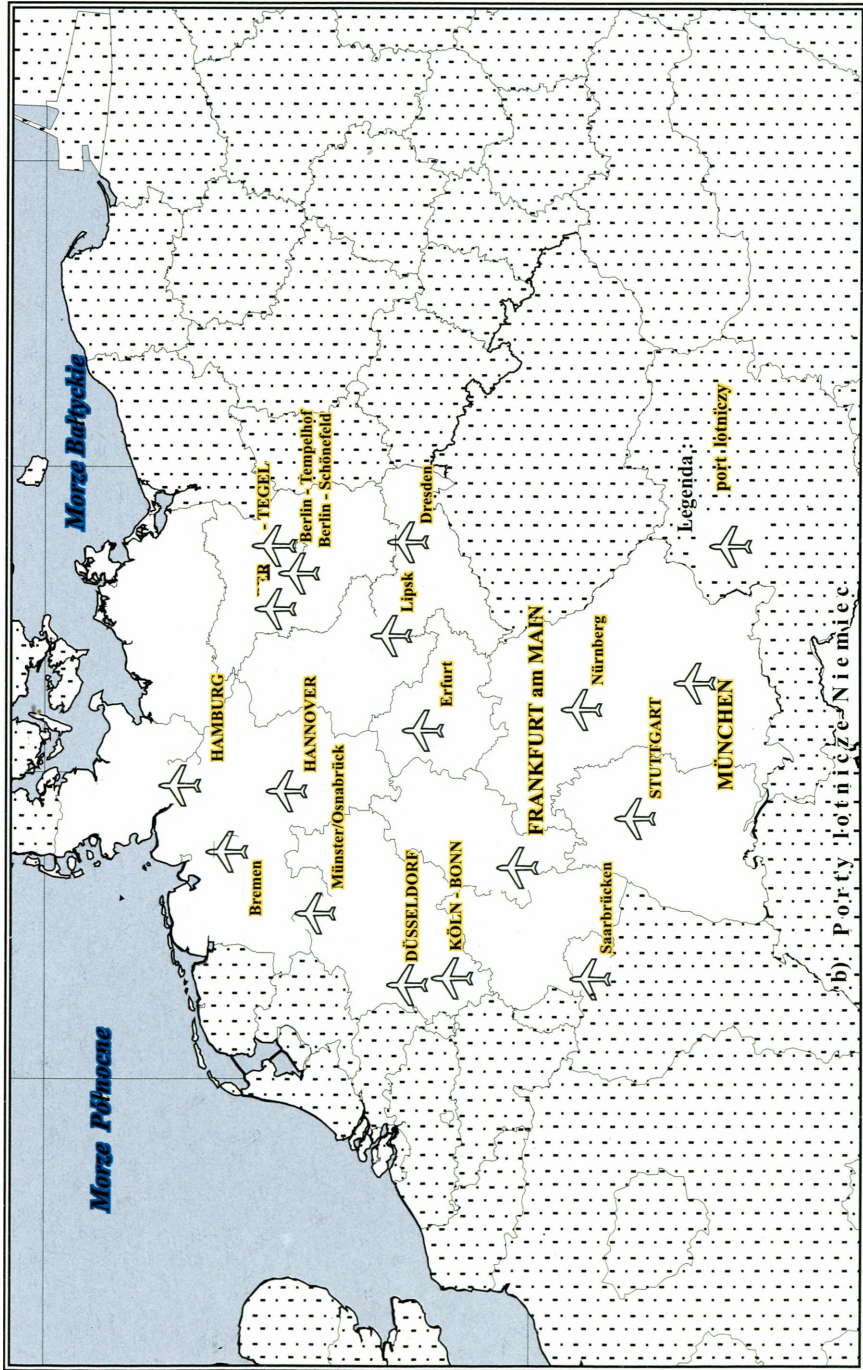 Morze Północne
Morze Bałtyckie
HAMBURG
Bremen
- TEGEL
Berlin - Tempelhof
Berlin - Schönefeld
HANNOVER
Münster/Osnabrück
Lipsk
Dresden
DÜSSELDORF
KÖLN - BONN
Erfurt
FRANKFURT am MAIN
Nürnberg
Saarbrücken
STUTTGART
MÜNCHEN
Legenda:
port lotniczy
b) Porty lotnicze Niemiec